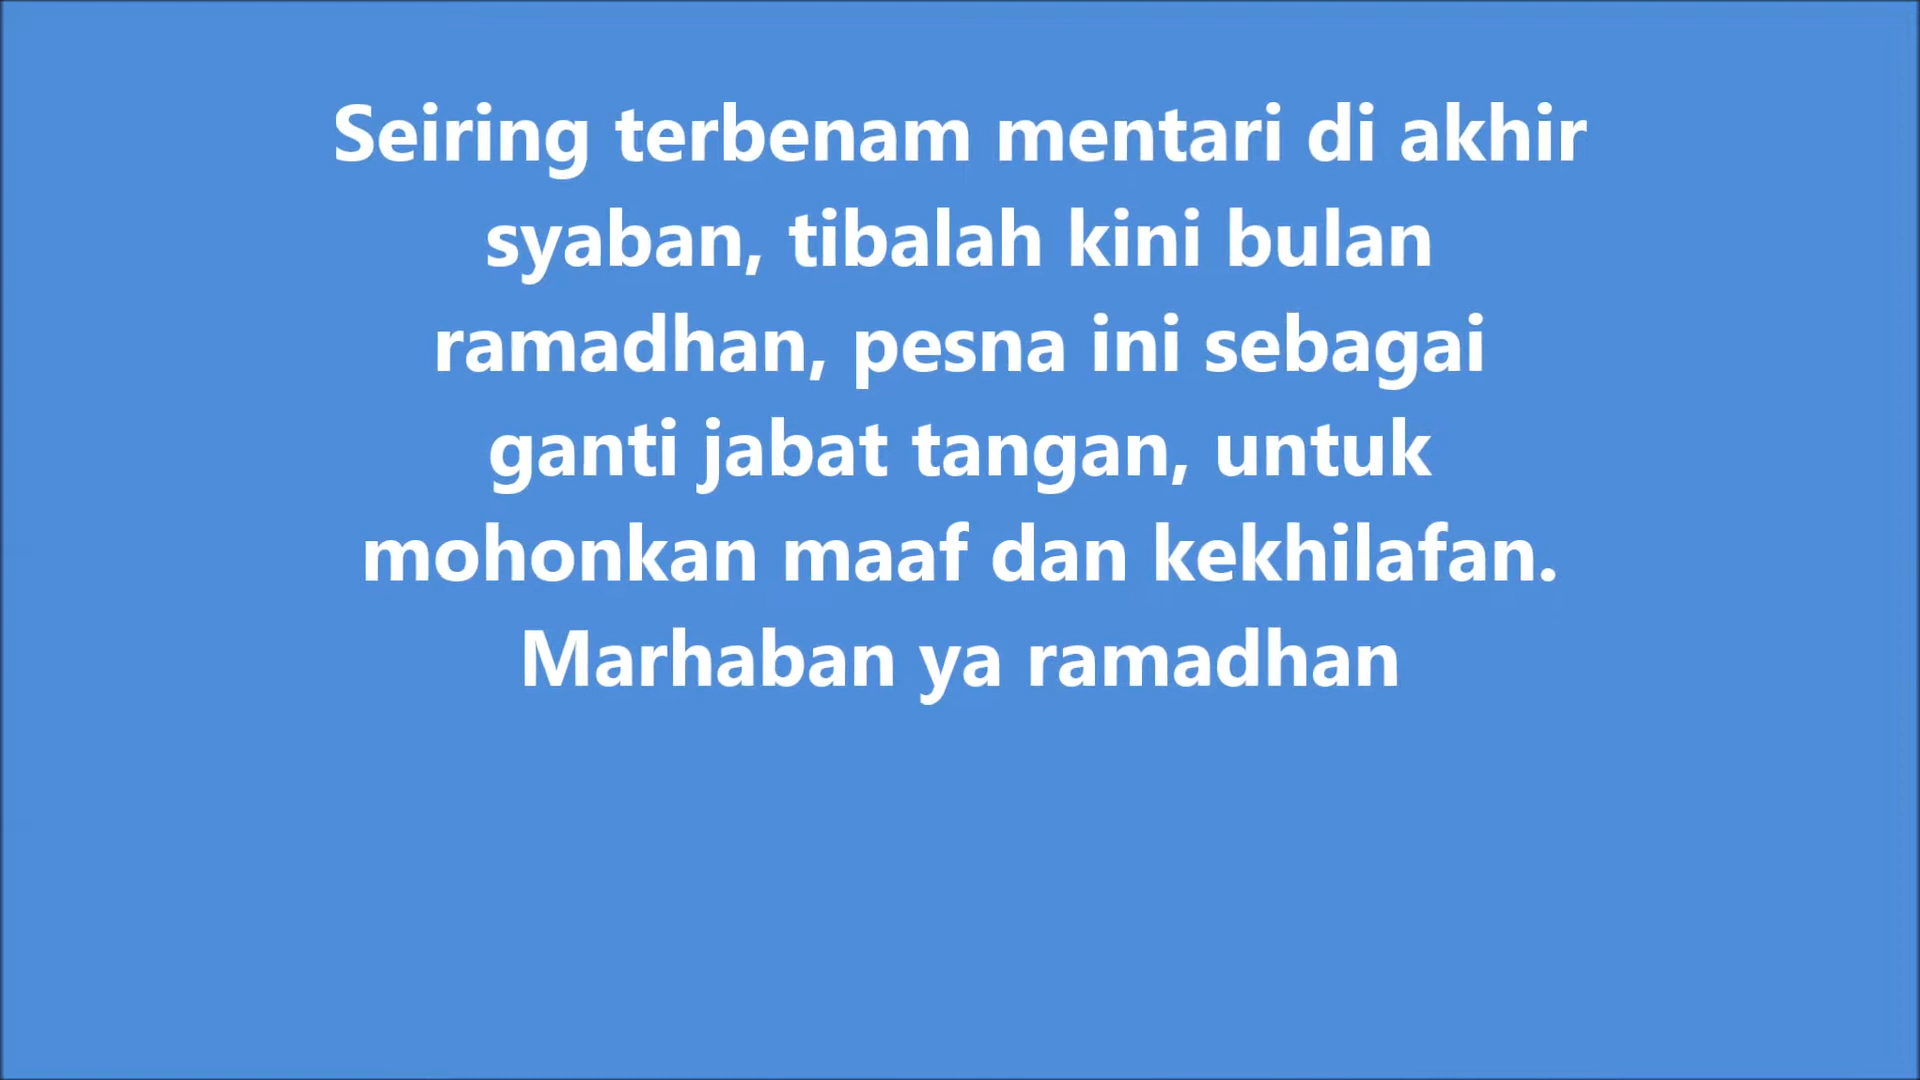 Seiring terbenam mentari di akhir
syaban, tibalah kini bulan
ramadhan, pesna ini sebagai
ganti jabat tangan, untuk
mohonkan maaf dan kekhilafan.
Marhaban ya ramadhan